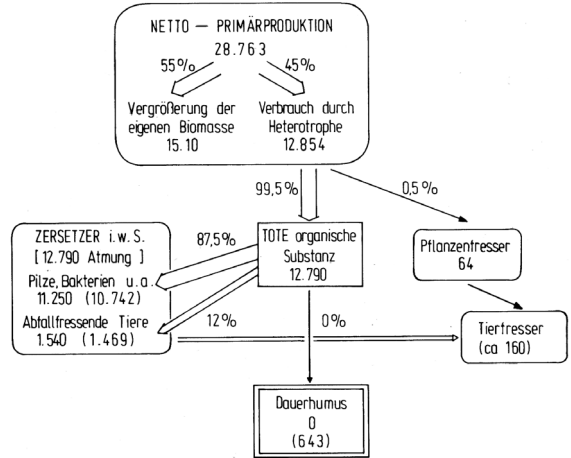 NETTO — PRIMÄRPRODUKTION
28.763
55%
45%
Vergrößerung der
eigenen Biomasse
15.10
Verbrauch durch
Heterotrophe
12.854
99,5%
0,5%
ZERSETZER i.w.S.
[ 12.790 Atmung ]
Pilze, Bakterien u.a.
11.250 (10.742)
Abfallfressende Tiere
1.540 (1.469)
87,5%
12%
TOTE organische
Substanz
12.790
0%
Pflanzenfresser
64
Tierfresser
(ca 160)
Dauerhumus
0
(643)